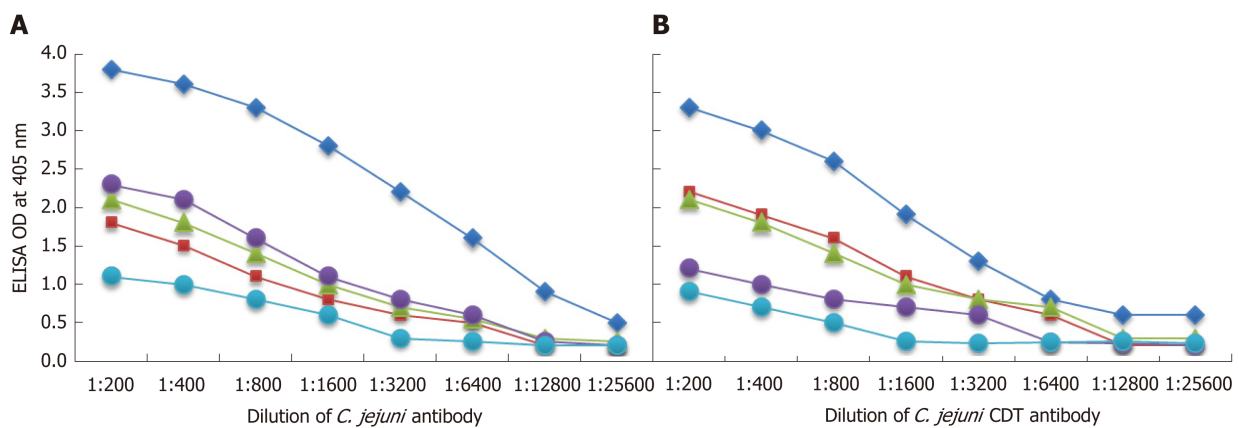 A
B
ELISA OD at 405 nm
4.0
3.5
3.0
2.5
2.0
1.5
1.0
0.5
0.0
1:200 1:400 1:800 1:1600 1:3200 1:6400 1:12800 1:25600
1:200 1:400 1:800 1:1600 1:3200 1:6400 1:12800 1:25600
Dilution of C. jejuni antibody
Dilution of C. jejuni CDT antibody